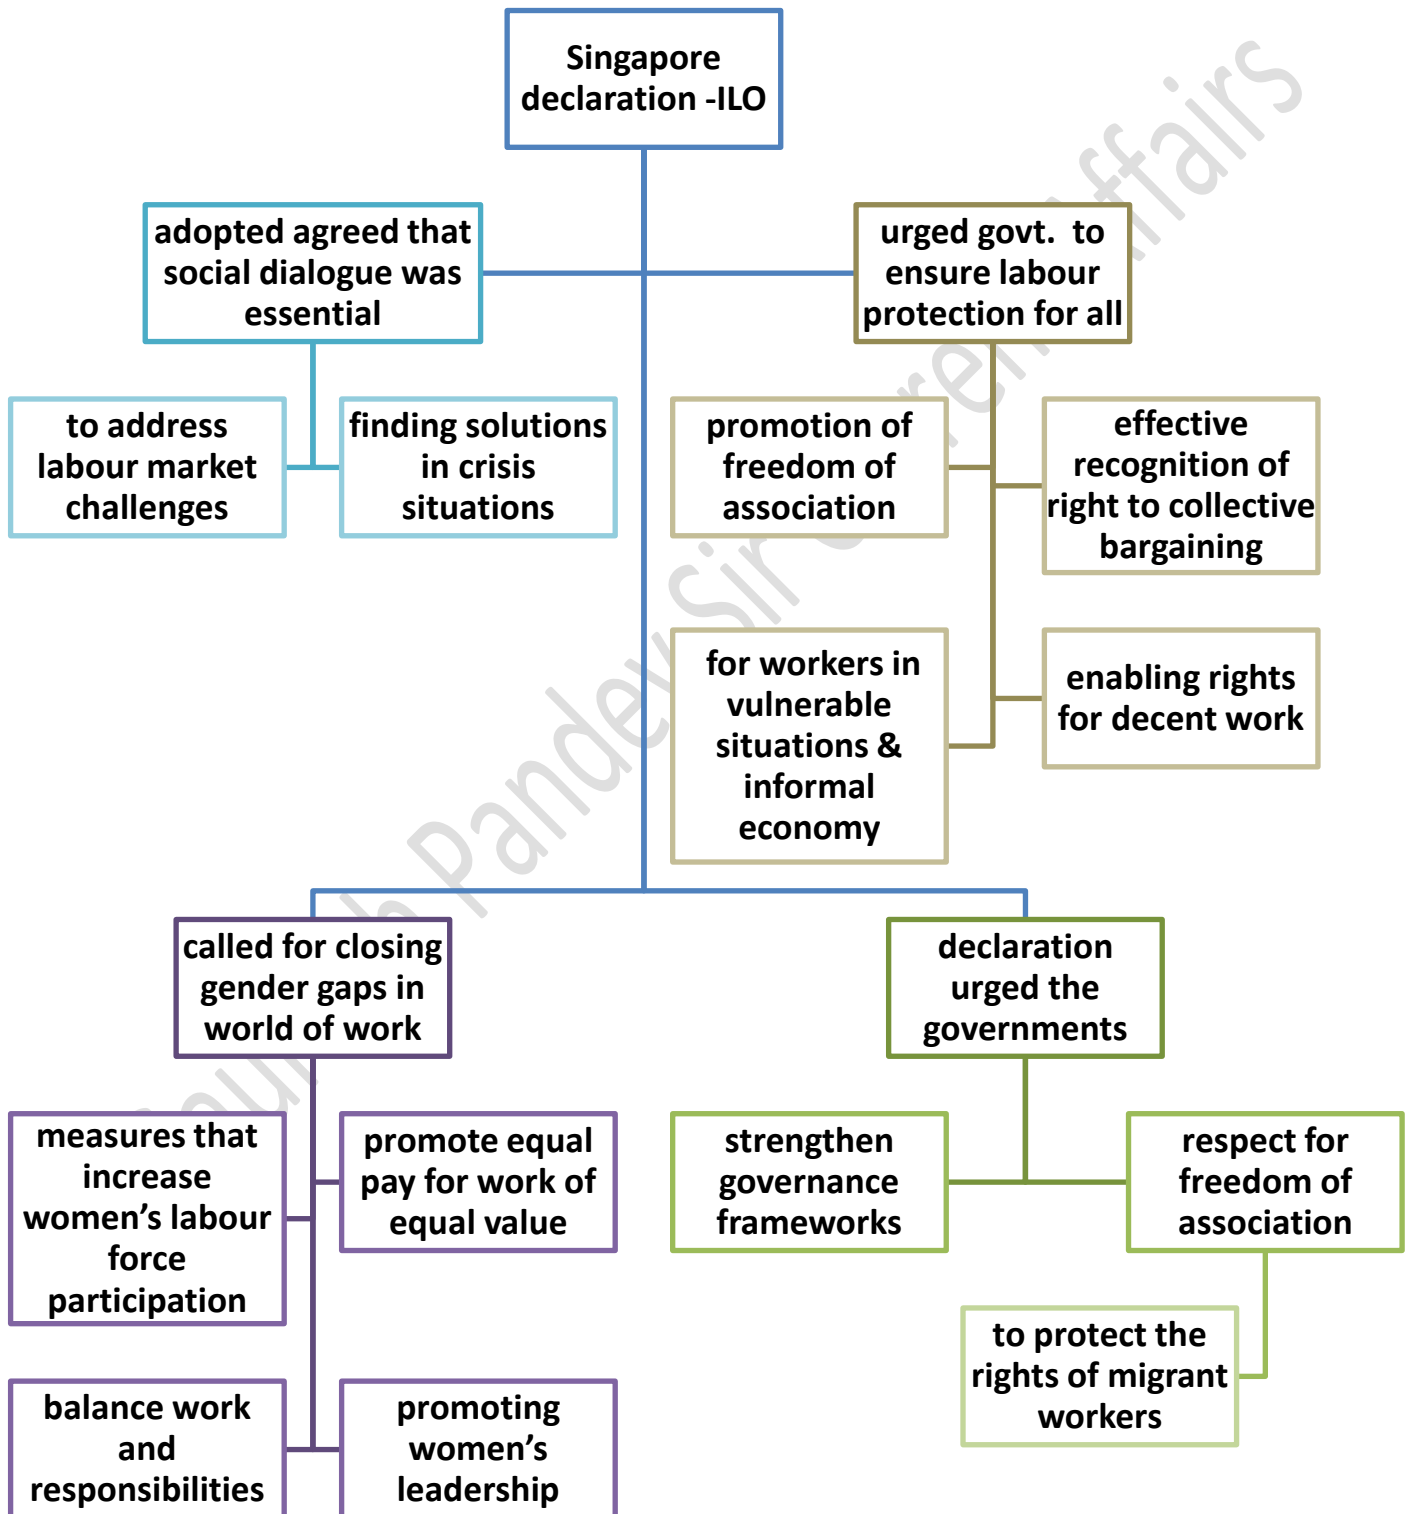 Singapore
declaration -ILO
adopted agreed that
social dialogue was
essential
urged govt.  to
ensure labour
protection for all
to address
labour market
challenges
finding solutions
in crisis
situations
promotion of
freedom of
association
effective
recognition of
right to collective
bargaining
for workers in
vulnerable
situations &
informal
economy
enabling rights
for decent work
called for closing
gender gaps in
world of work
declaration
urged the
governments
measures that
increase
women’s labour
force
participation
promote equal
pay for work of
equal value
strengthen
governance
frameworks
respect for
freedom of
association
to protect the
rights of migrant
workers
balance work
and
responsibilities
promoting
women’s
leadership
Pandey Sir Affairs